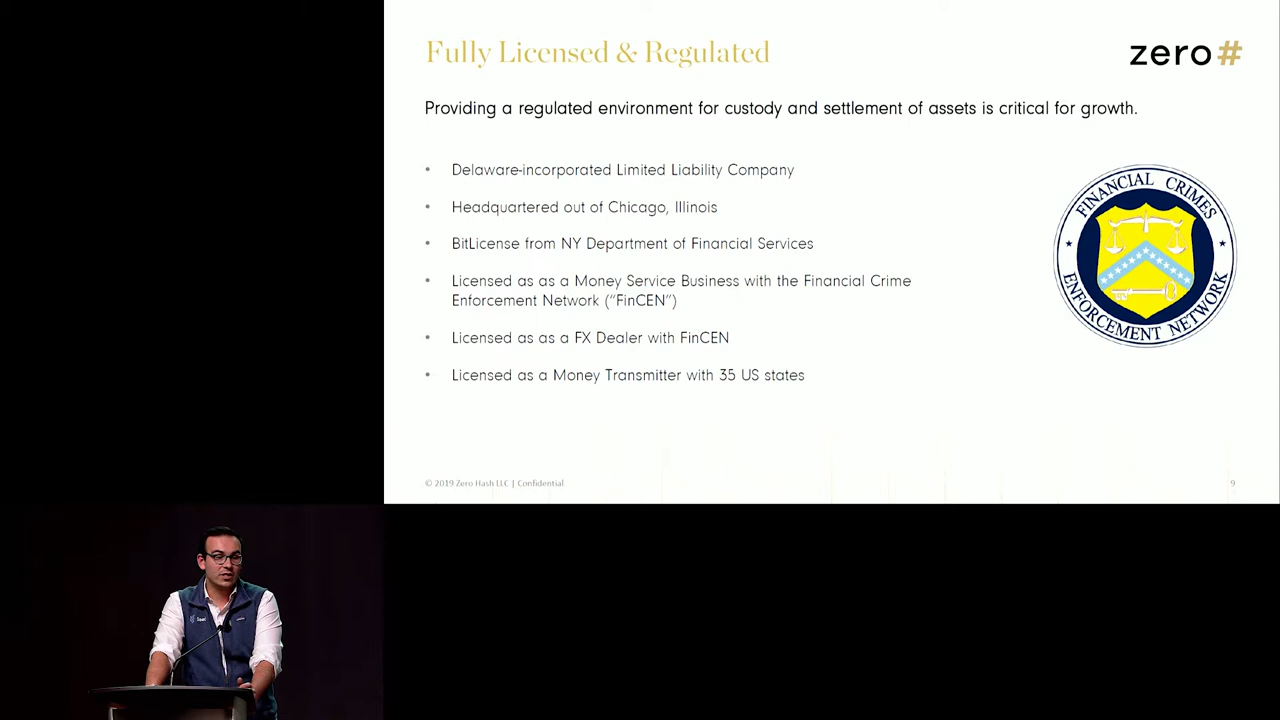 Fully Licensed & Regulated
zero#
Providing a regulated environment for custody and settlement of assets is critical for growth.
• Delaware-incorporated Limited Liability Company
• Headquartered out of Chicago, Illinois
• BitLicense from NY Department of Financial Services
• Licensed as as a Money Service Business with the Financial Crime
Enforcement Network ("FinCEN")
• Licensed as as a FX Dealer with FinCEN
• Licensed as a Money Transmitter with 35 US states
FINANCIAL CRIMES
ENFORCEMENT NETWORK
© 2019 Zero Hash LLC | Confidential
9